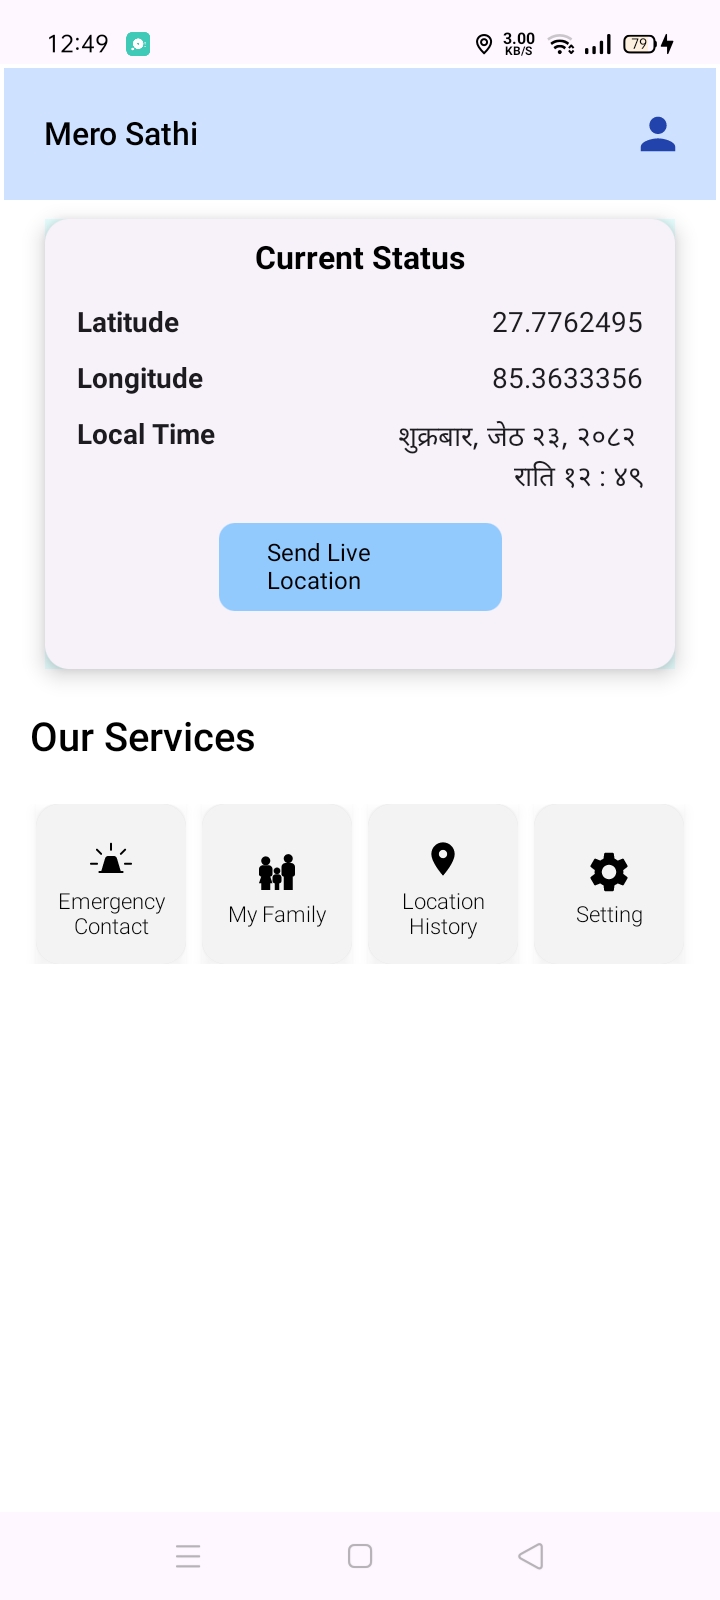 12:49
3.00
KB/S
79
Mero Sathi
Current Status
Latitude 27.7762495
Longitude 85.3633356
Local Time शुक्रबार, जेठ २३, २०८२
राति १२ : ४९
Send Live
Location
Our Services
Emergency
Contact
My Family
Location
History
Setting